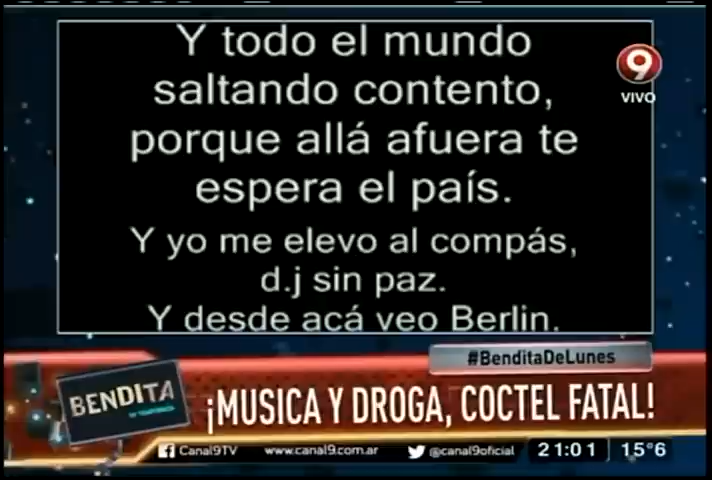 Y todo el mundo
saltando contento,
porque allá afuera te
espera el país.
Y yo me elevo al compás,
d.j sin paz.
Y desde acá veo Berlin.
9
VIVO
#BenditaDeLunes
BENDITA
¡MUSICA Y DROGA, COCTEL FATAL!
Canal9TV www.canal9.com.ar @canal9oficial 21:01 15°6